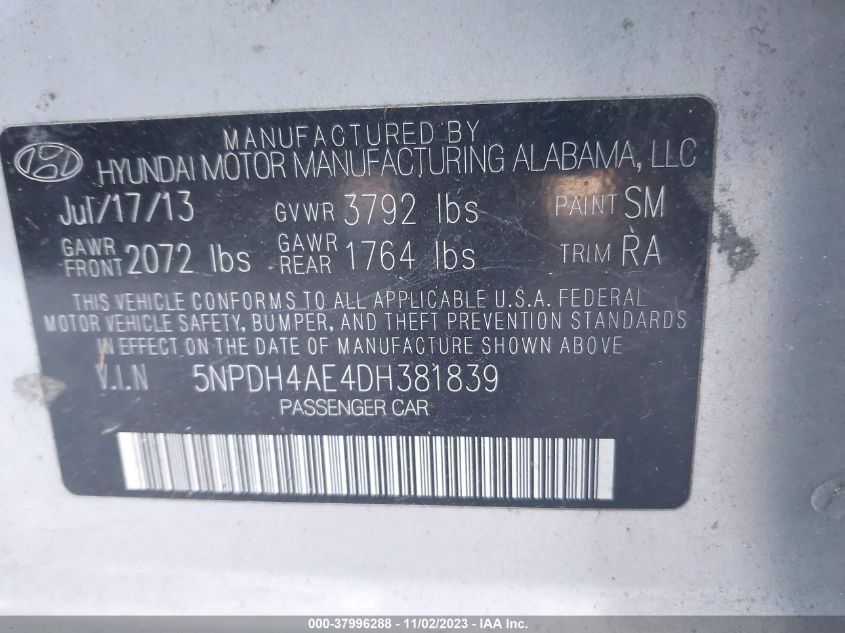 MANUFACTURED BY
HYUNDAI MOTOR MANUFACTURING ALABAMA, LLC
Jul/17/13 GVWR 3792 lbs PAINT SM
GAWR FRONT 2072 lbs GAWR REAR 1764 lbs TRIM RA
THIS VEHICLE CONFORMS TO ALL APPLICABLE U.S.A. FEDERAL
MOTOR VEHICLE SAFETY, BUMPER, AND THEFT PREVENTION STANDARDS
IN EFFECT ON THE DATE OF MANUFACTURE SHOWN ABOVE
V.I.N 5NPDH4AE4DH381839
PASSENGER CAR
000-37996288 - 11/02/2023 - IAA Inc.